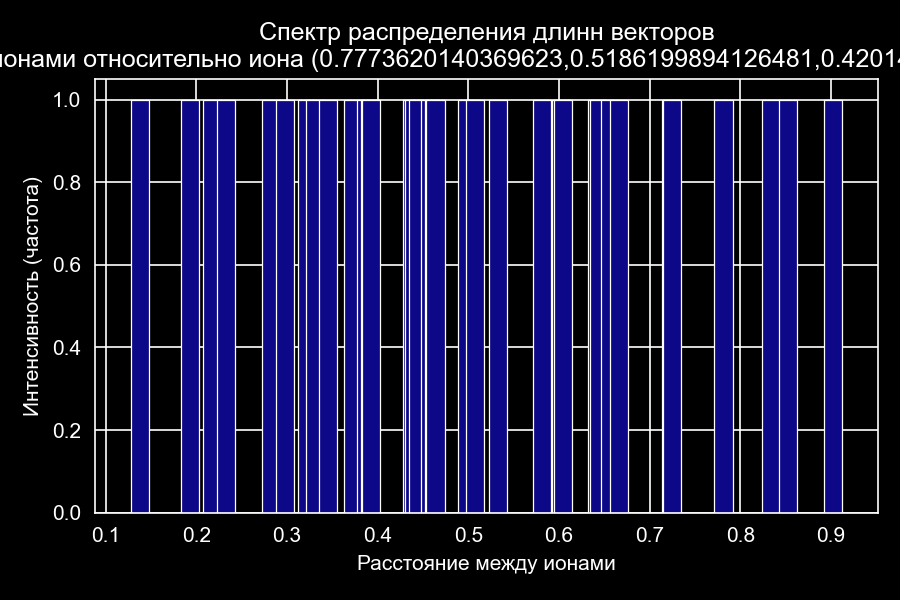 Спектр распределения длинн векторов
ионами относительно иона (0.7773620140369623,0.5186199894126481,0.42014
1.0
0.8
0.6
0.4
0.2
0.0
Интенсивность (частота)
0.1 0.2 0.3 0.4 0.5 0.6 0.7 0.8 0.9
Расстояние между ионами